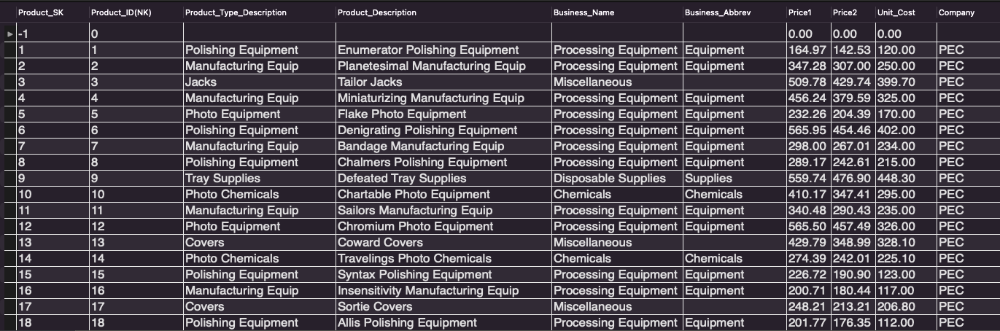 Product_SK Product_ID(NK) Product_Type_Description Product_Description Business_Name Business_Abbrev Price1 Price2 Unit_Cost Company
-1 0 0.00 0.00 0.00
1 1 Polishing Equipment Enumerator Polishing Equipment Processing Equipment Equipment 164.97 142.53 120.00 PEC
2 2 Manufacturing Equip Planetesimal Manufacturing Equip Processing Equipment Equipment 347.28 307.00 250.00 PEC
3 3 Jacks Tailor Jacks Miscellaneous 509.78 429.74 399.70 PEC
4 4 Manufacturing Equip Miniaturizing Manufacturing Equip Processing Equipment Equipment 456.24 379.59 325.00 PEC
5 5 Photo Equipment Flake Photo Equipment Processing Equipment Equipment 232.26 204.39 170.00 PEC
6 6 Polishing Equipment Denigrating Polishing Equipment Processing Equipment Equipment 565.95 454.46 402.00 PEC
7 7 Manufacturing Equip Bandage Manufacturing Equip Processing Equipment Equipment 298.00 267.01 234.00 PEC
8 8 Polishing Equipment Chalmers Polishing Equipment Processing Equipment Equipment 289.17 242.61 215.00 PEC
9 9 Tray Supplies Defeated Tray Supplies Disposable Supplies Supplies 559.74 476.90 448.30 PEC
10 10 Photo Chemicals Chartable Photo Equipment Chemicals Chemicals 410.17 347.41 295.00 PEC
11 11 Manufacturing Equip Sailors Manufacturing Equip Processing Equipment Equipment 340.48 290.43 235.00 PEC
12 12 Photo Equipment Chromium Photo Equipment Processing Equipment Equipment 565.50 457.49 326.00 PEC
13 13 Covers Coward Covers Miscellaneous 429.79 348.99 328.10 PEC
14 14 Photo Chemicals Travelings Photo Chemicals Chemicals Chemicals 274.39 242.01 225.10 PEC
15 15 Polishing Equipment Syntax Polishing Equipment Processing Equipment Equipment 226.72 190.90 123.00 PEC
16 16 Manufacturing Equip Insensitivity Manufacturing Equip Processing Equipment Equipment 200.71 180.44 117.00 PEC
17 17 Covers Sortie Covers Miscellaneous 248.21 213.21 206.80 PEC
18 18 Polishing Equipment Allis Polishing Equipment Processing Equipment Equipment 201.77 176.35 112.00 PEC